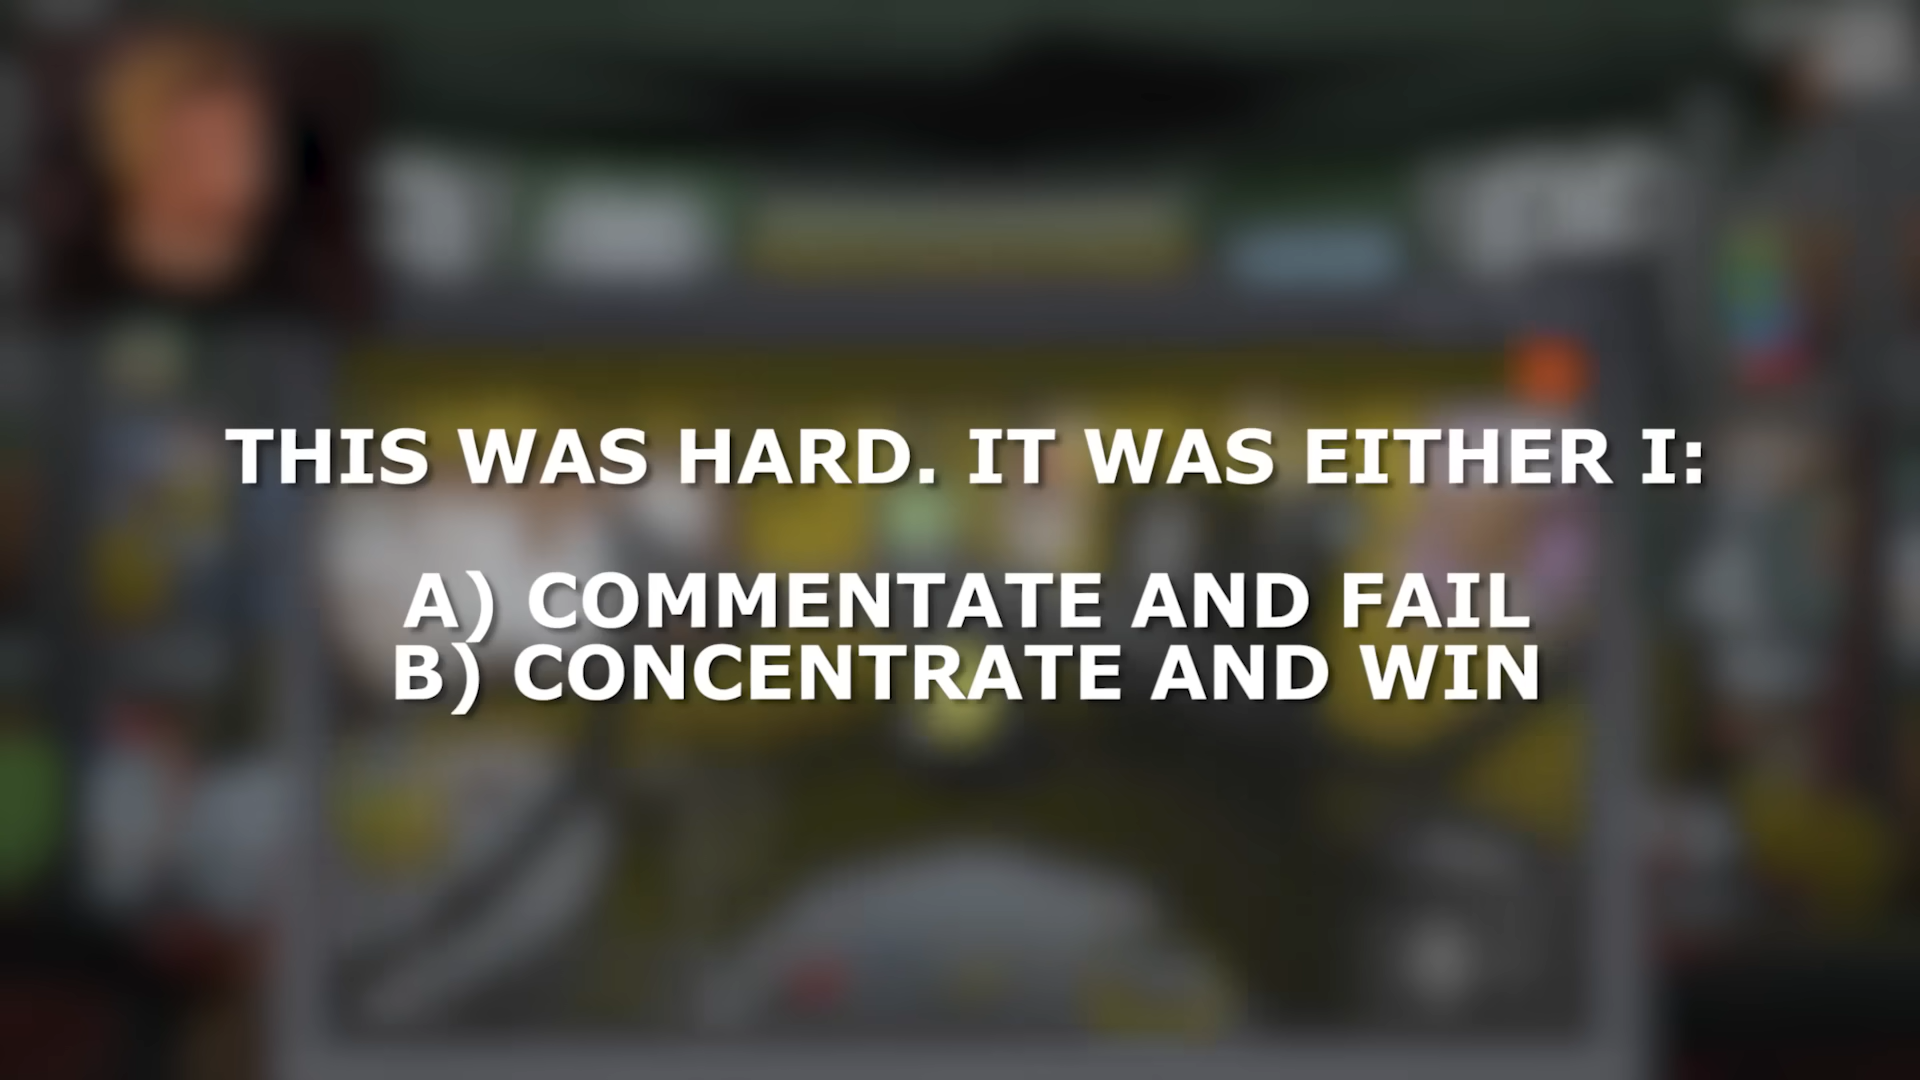 THIS WAS HARD. IT WAS EITHER I:
A) COMMENTATE AND FAIL
B) CONCENTRATE AND WIN